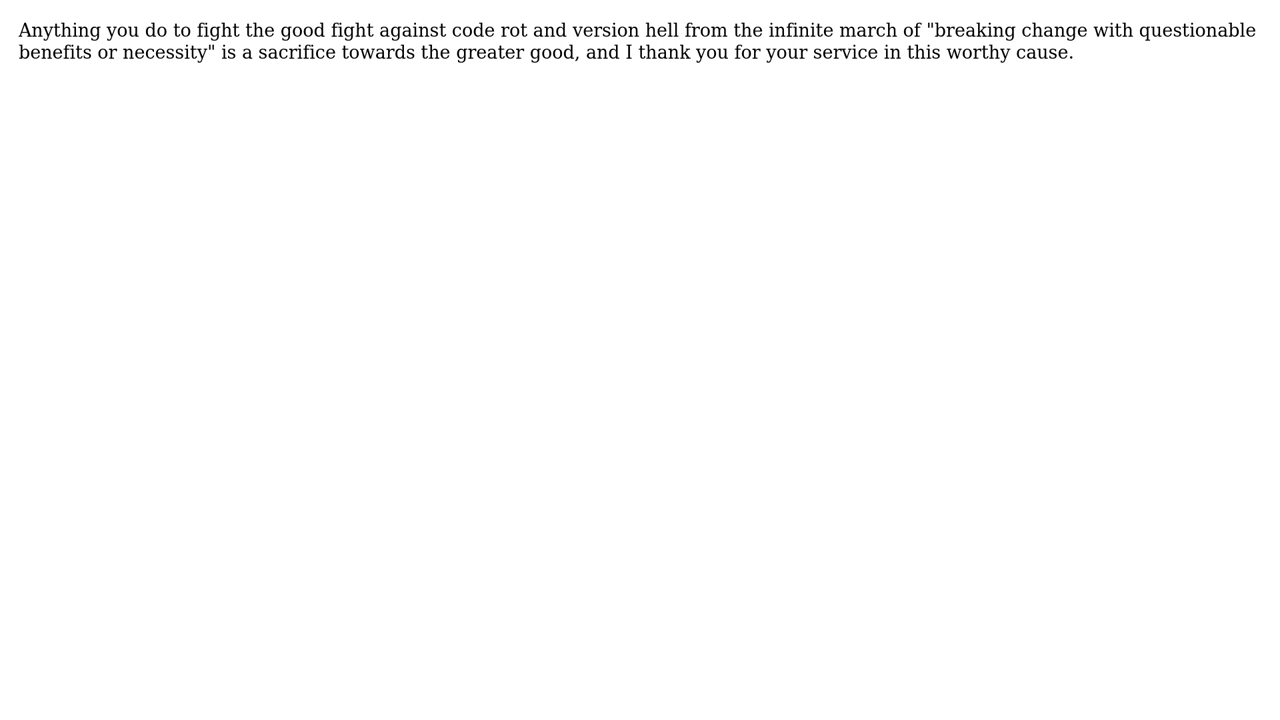 Anything you do to fight the good fight against code rot and version hell from the infinite march of "breaking change with questionable
benefits or necessity" is a sacrifice towards the greater good, and I thank you for your service in this worthy cause.